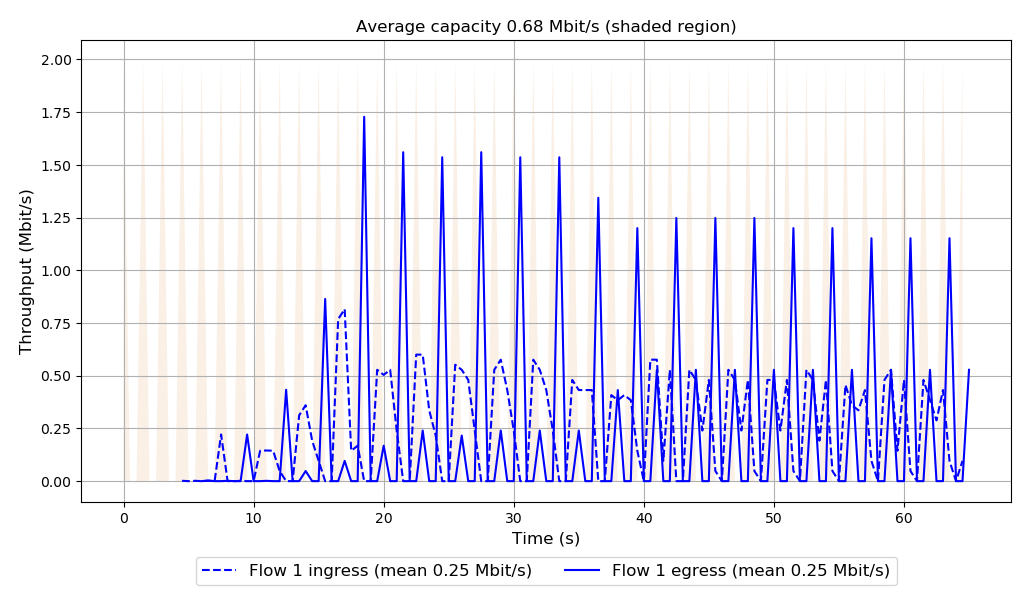 Average capacity 0.68 Mbit/s (shaded region)
2.00
1.75
1.50
1.25
1.00
0.75
0.50
0.25
0.00
Throughput (Mbit/s)
0 10 20 30 40 50 60
Time (s)
Flow 1 ingress (mean 0.25 Mbit/s) Flow 1 egress (mean 0.25 Mbit/s)